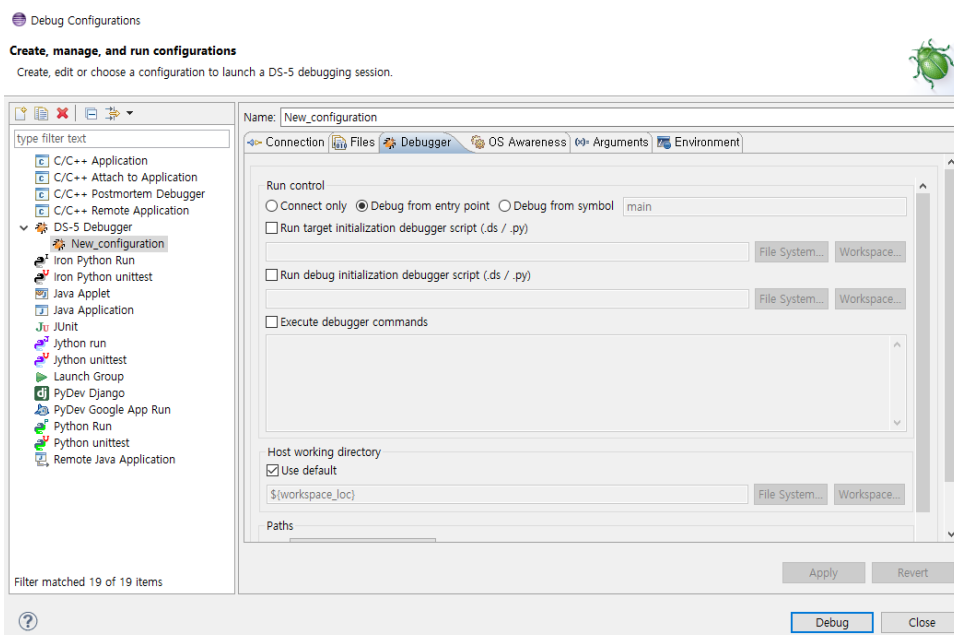 Debug Configurations
Create, manage, and run configurations
Create, edit or choose a configuration to launch a DS-5 debugging session.
type filter text
C/C++ Application
C/C++ Attach to Application
C/C++ Postmortem Debugger
C/C++ Remote Application
DS-5 Debugger
New_configuration
Iron Python Run
Iron Python unittest
Java Applet
Java Application
JUnit
Jython run
Jython unittest
Launch Group
PyDev Django
PyDev Google App Run
Python Run
Python unittest
Remote Java Application
Filter matched 19 of 19 items
Name: New_configuration
Connection Files Debugger OS Awareness Arguments Environment
Run control
Connect only Debug from entry point Debug from symbol main
Run target initialization debugger script (.ds / .py)
File System... Workspace...
Run debug initialization debugger script (.ds / .py)
File System... Workspace...
Execute debugger commands
Host working directory
Use default
${workspace_loc} File System... Workspace...
Paths
Apply Revert
Debug Close